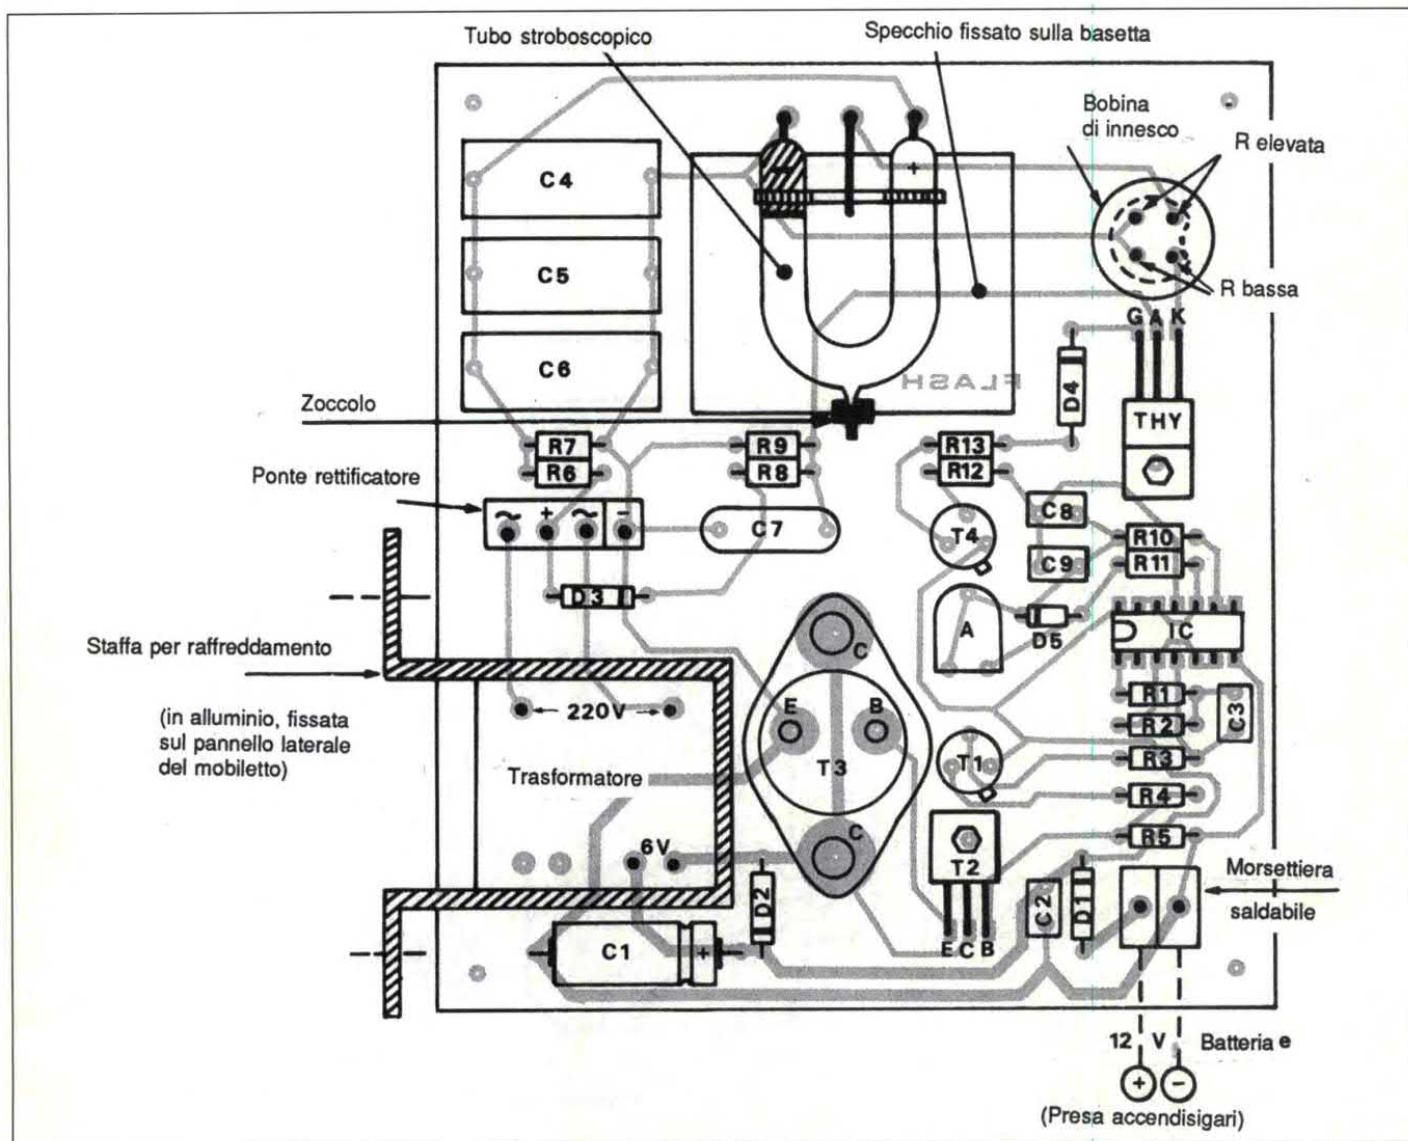 Tubo stroboscopico
Specchio fissato sulla basetta
Bobina
di innesco
R elevata
C4
-
+
C5
R bassa
G A K
C6
FLASH
D4
Zoccolo
THY
R7
R9
R13
R6
R8
R12
Ponte rettificatore
~ + ~ -
C7
C8
T4
R10
C9
R11
D3
A
D5
IC
C
Staffa per raffreddamento
R1
(in alluminio, fissata
sul pannello laterale
del mobiletto)
220V
E
B
R2
C3
T3
T1
R3
Trasformatore
R4
6V
C
T2
R5
Morsettiera
saldabile
D2
C2
D1
C1
+
E C B
12 V
Batteria e
+ -
(Presa accendisigari)